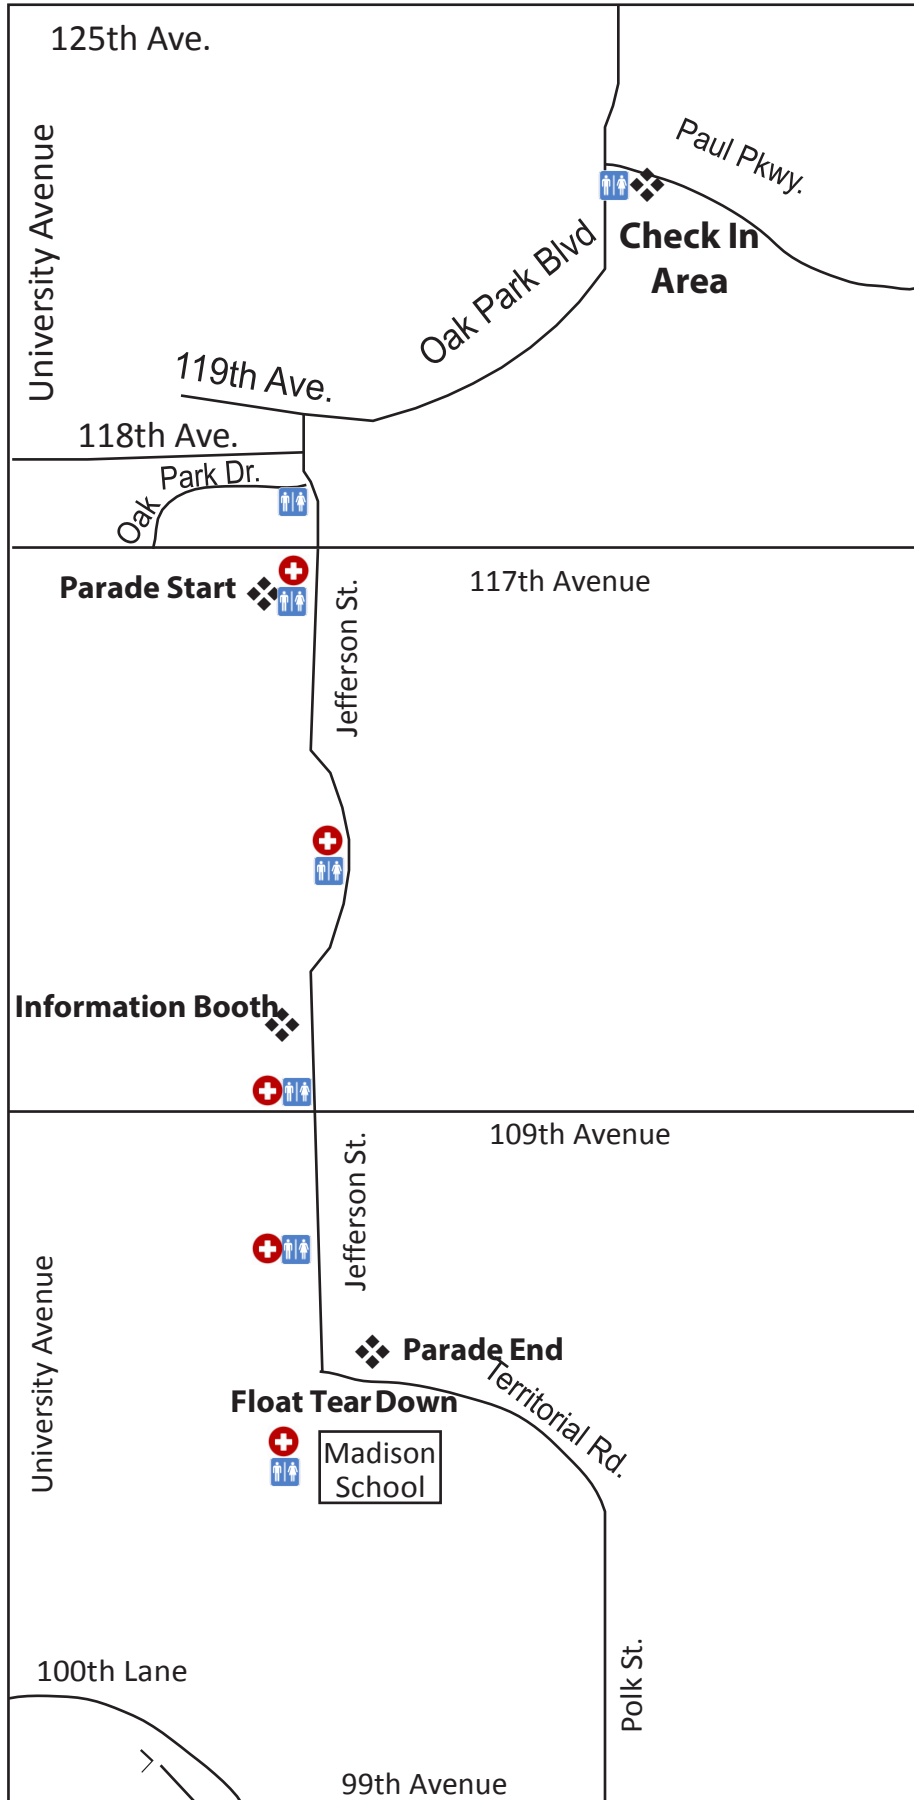 125th Ave.
University Avenue
Paul Pkwy.
Check In
Area
Oak Park Blvd
119th Ave.
118th Ave.
Oak Park Dr.
Parade Start
117th Avenue
Jefferson St.
Information Booth
109th Avenue
Jefferson St.
University Avenue
Parade End
Territorial Rd.
Float Tear Down
Madison
School
Polk St.
100th Lane
99th Avenue